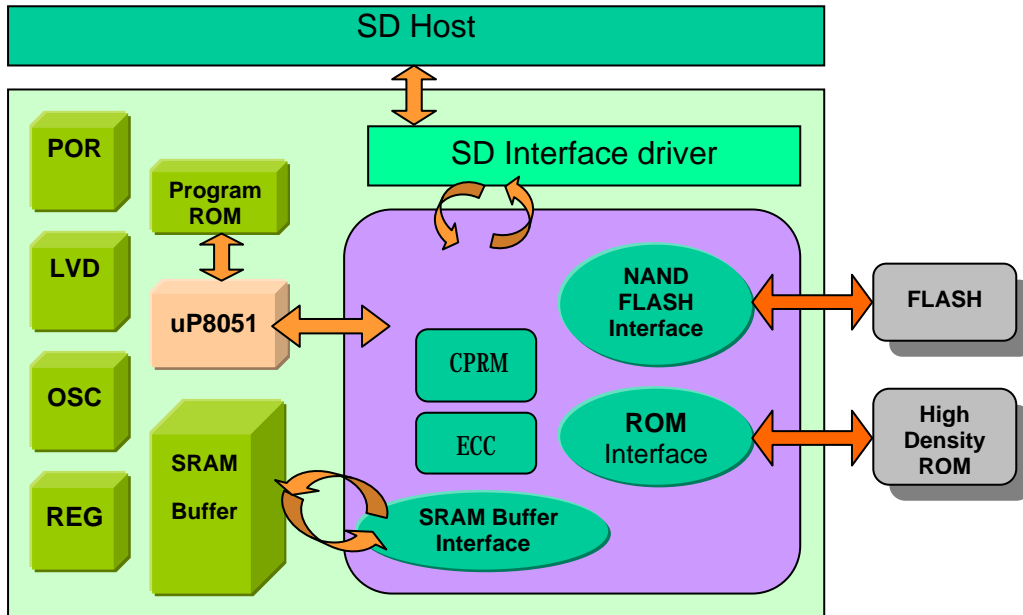 SD Host
SD Interface driver
POR
Program
ROM
LVD
uP8051
OSC
SRAM
Buffer
REG
NAND
FLASH
Interface
CPRM
ECC
ROM
Interface
SRAM Buffer
Interface
FLASH
High
Density
ROM